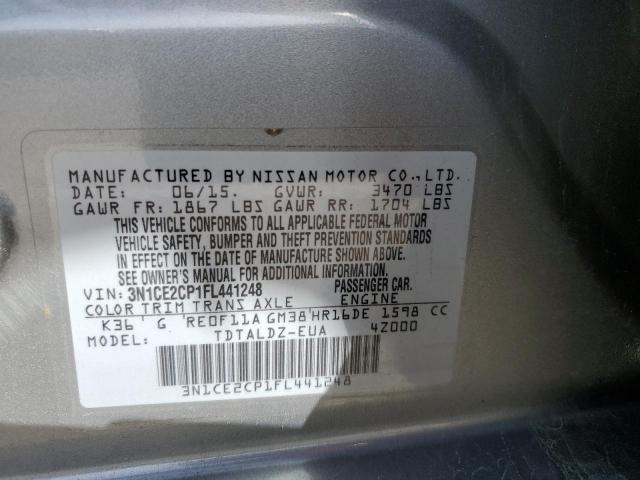 MANUFACTURED BY NISSAN MOTOR CO.,LTD.
DATE: 06/15. GVWR: 3470 LBS
GAWR FR: 1867 LBS GAWR RR: 1704 LBS
THIS VEHICLE CONFORMS TO ALL APPLICABLE FEDERAL MOTOR
VEHICLE SAFETY, BUMPER AND THEFT PREVENTION STANDARDS
IN EFFECT ON THE DATE OF MANUFACTURE SHOWN ABOVE.
SEE OWNER'S MANUAL FOR ADDITIONAL INFORMATION.
VIN: 3N1CE2CP1FL441248 PASSENGER CAR.
COLOR TRIM TRANS AXLE ENGINE
K36 G RE0F11A GM38 HR16DE 1598 CC
MODEL: TDTALDZ-EUA 4Z000
3N1CE2CP1FL441248